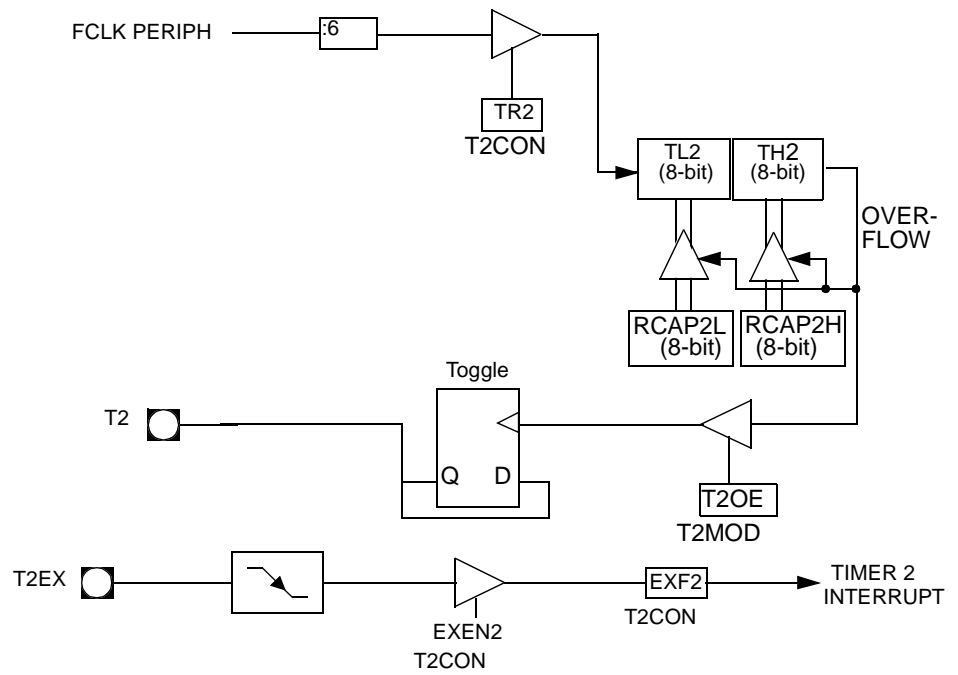 FCLK PERIPH
:6
TR2
T2CON
TL2
(8-bit)
TH2
(8-bit)
OVER-
FLOW
RCAP2L
(8-bit)
RCAP2H
(8-bit)
Toggle
T2
Q
D
T2OE
T2MOD
T2EX
EXEN2
T2CON
EXF2
T2CON
TIMER 2
INTERRUPT